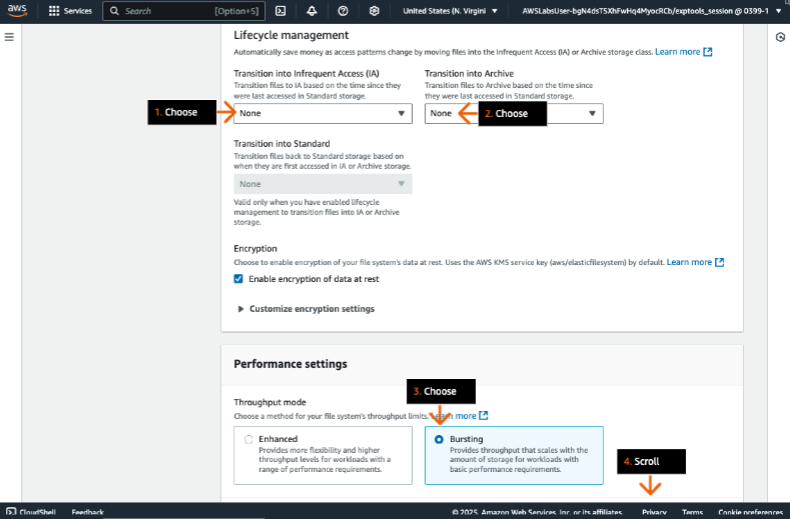 aws
Services
Search
[Option+S]
United States (N. Virgini
AWSLabsUser-bgN4dsTSXhFwHq4MyocRCb/exptools_session @ 0399-1
Lifecycle management
Automatically save money as access patterns change by moving files into the Infrequent Access (IA) or Archive storage class. Learn more
Transition into Infrequent Access (IA)
Transition files to IA based on the time since they
were last accessed in Standard storage.
1. Choose
None
Transition into Archive
Transition files to Archive based on the time since
they were last accessed in Standard storage.
None
2. Choose
Transition into Standard
Transition files back to Standard storage based on
when they are first accessed in IA or Archive storage.
None
Valid only when you have enabled lifecycle
management to transition files into IA or Archive
storage.
Encryption
Choose to enable encryption of your file system's data at rest. Uses the AWS KMS service key (aws/elasticfilesystem) by default. Learn more
Enable encryption of data at rest
Customize encryption settings
Performance settings
3. Choose
Throughput mode
Choose a method for your file system's throughput limits. Learn more
Enhanced
Provides more flexibility and higher
throughput levels for workloads with a
range of performance requirements.
Bursting
Provides throughput that scales with the
amount of storage for workloads with
basic performance requirements.
4. Scroll
CloudShell
Feedback
© 2025, Amazon Web Services, Inc. or its affiliates.
Privacy
Terms
Cookie preferences